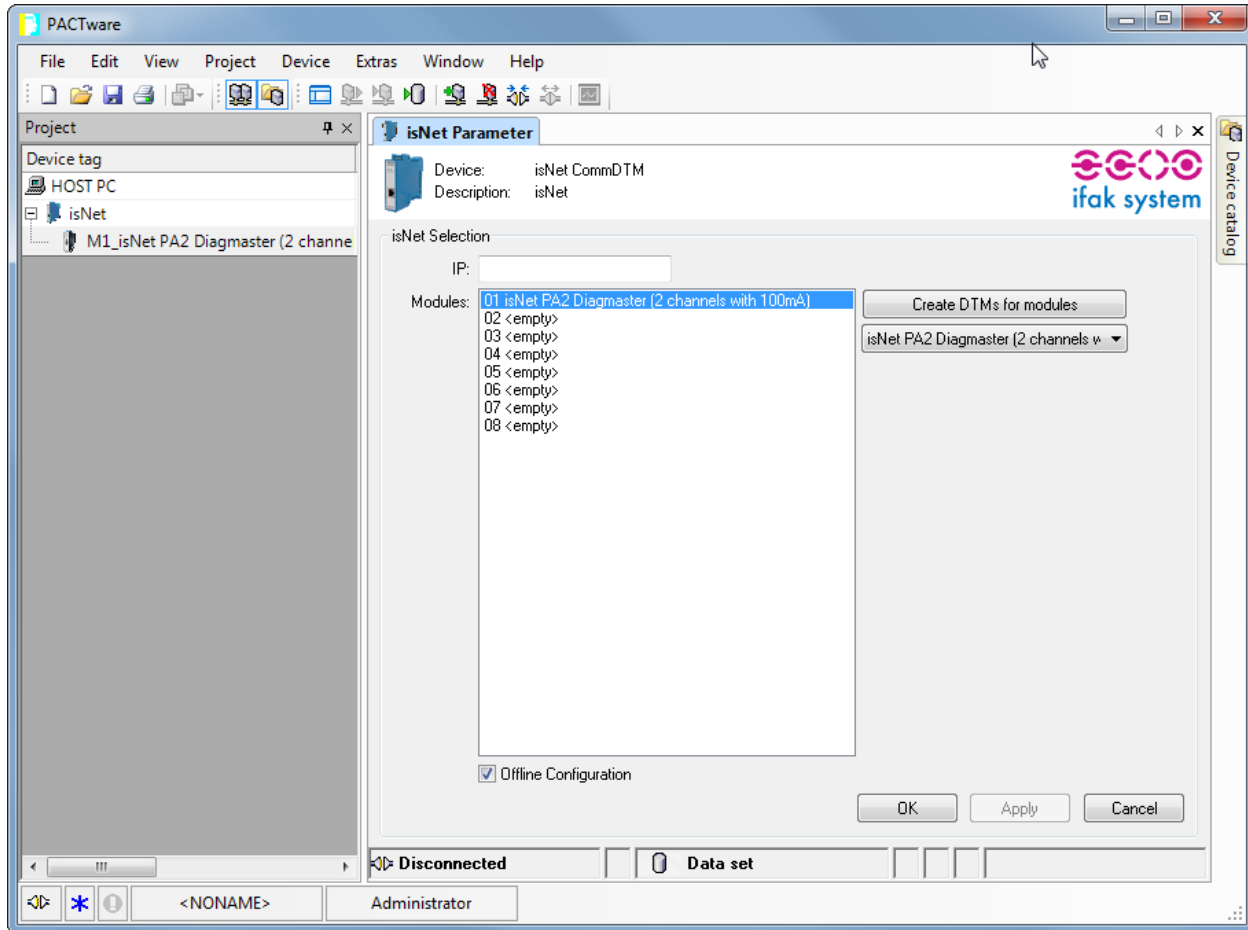 PACTware
File Edit View Project Device Extras Window Help
Project
Device tag
HOST PC
isNet
M1_isNet PA2 Diagmaster (2 channe
isNet Parameter
Device: isNet CommDTM
Description: isNet
ifak system
isNet Selection
IP:
Modules:
01 isNet PA2 Diagmaster (2 channels with 100mA)
02 <empty>
03 <empty>
04 <empty>
05 <empty>
06 <empty>
07 <empty>
08 <empty>
Create DTMs for modules
isNet PA2 Diagmaster (2 channels w
Offline Configuration
OK Apply Cancel
Device catalog
Disconnected Data set
<NONAME> Administrator